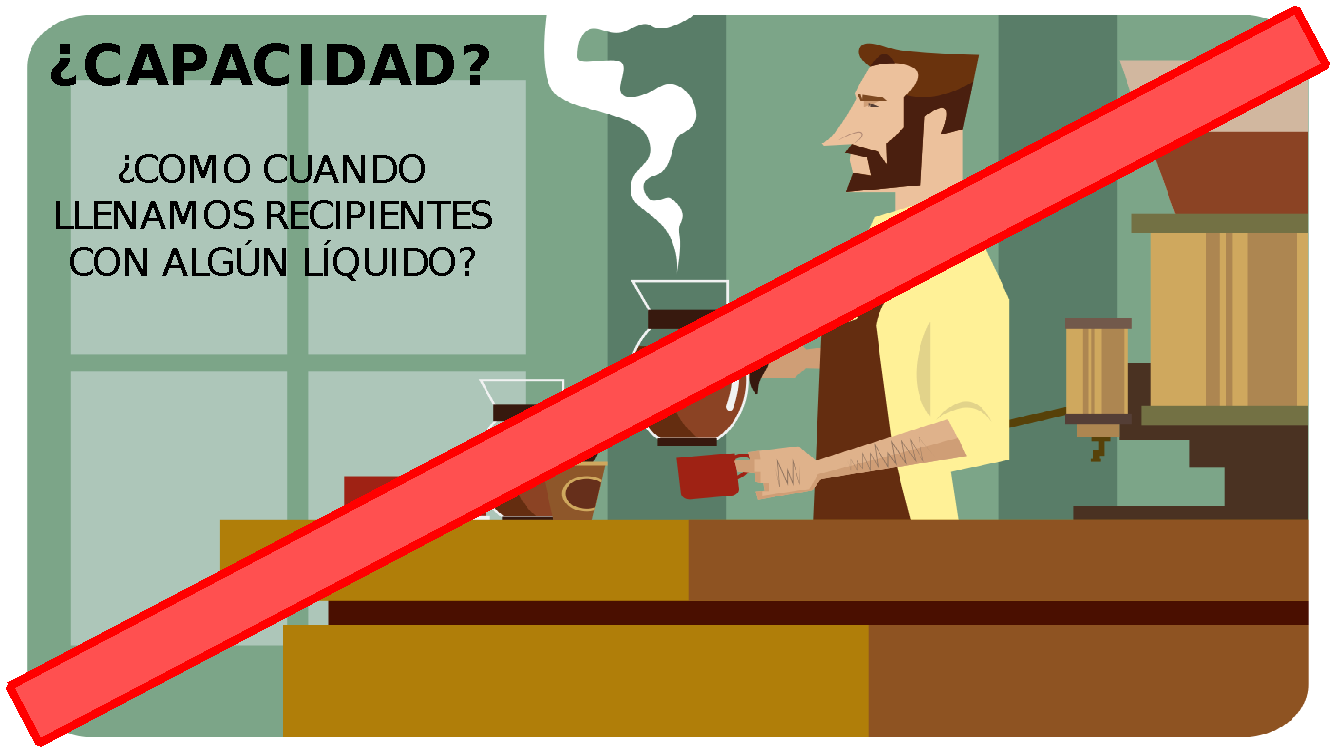 ¿CAPACIDAD?
¿COMO CUANDO
LLENAMOS RECIPIENTES
CON ALGÚN LÍQUIDO?